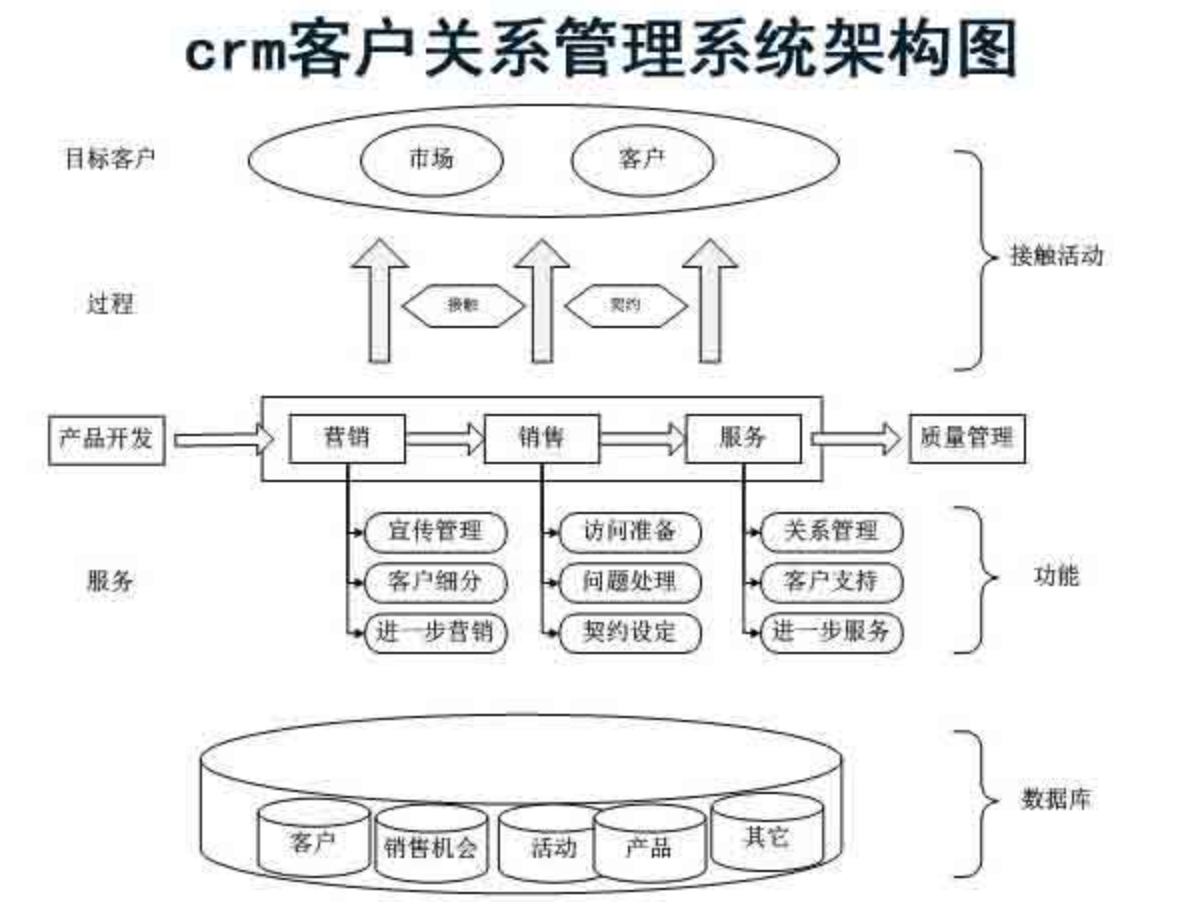 crm客户关系管理系统架构图
目标客户
市场
客户
接触活动
过程
接触
契约
产品开发
营销
销售
服务
质量管理
宣传管理
访问准备
关系管理
服务
客户细分
问题处理
客户支持
功能
进一步营销
契约设定
进一步服务
客户
销售机会
活动
产品
其它
数据库